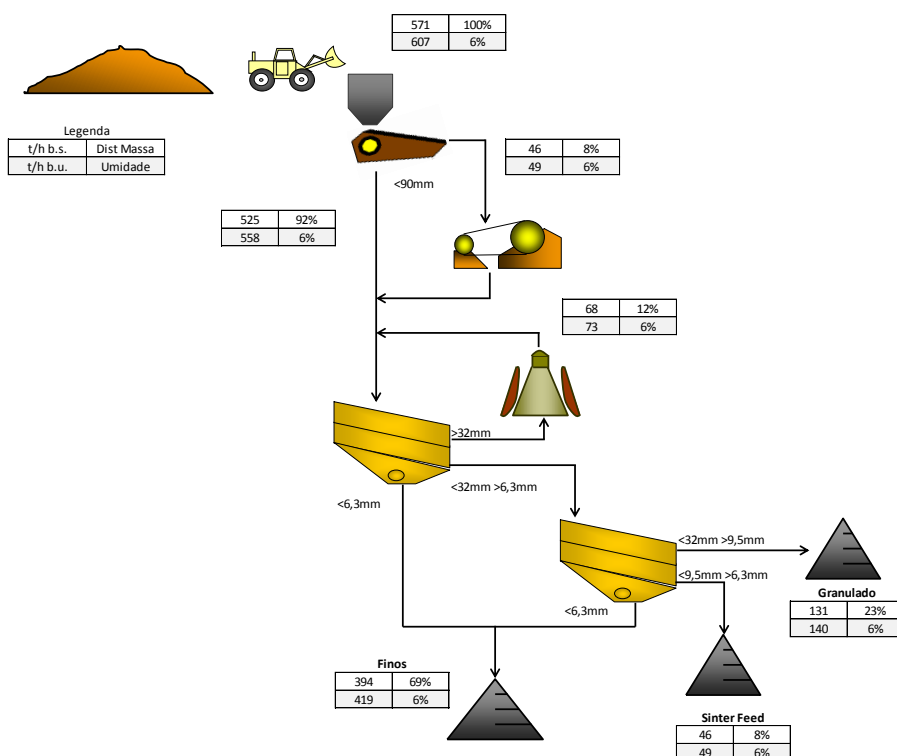 571 100%
607 6%
Legenda
t/h b.s. Dist Massa
t/h b.u. Umidade
46 8%
49 6%
<90mm
525 92%
558 6%
68 12%
73 6%
>32mm
<32mm >6,3mm
<6,3mm
<32mm >9,5mm
<9,5mm >6,3mm
<6,3mm
Granulado
131 23%
140 6%
Finos
394 69%
419 6%
Sinter Feed
46 8%
49 6%